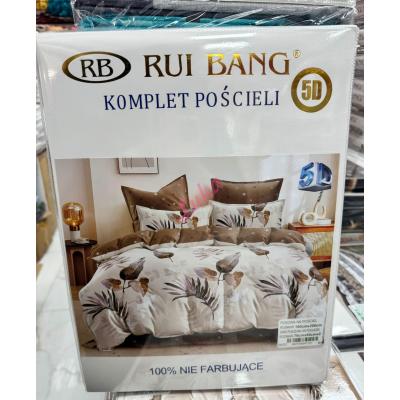 RB RUI BANG®
KOMPLET POŚCIELI 5D
5D
100% NIE FARBUJĄCE